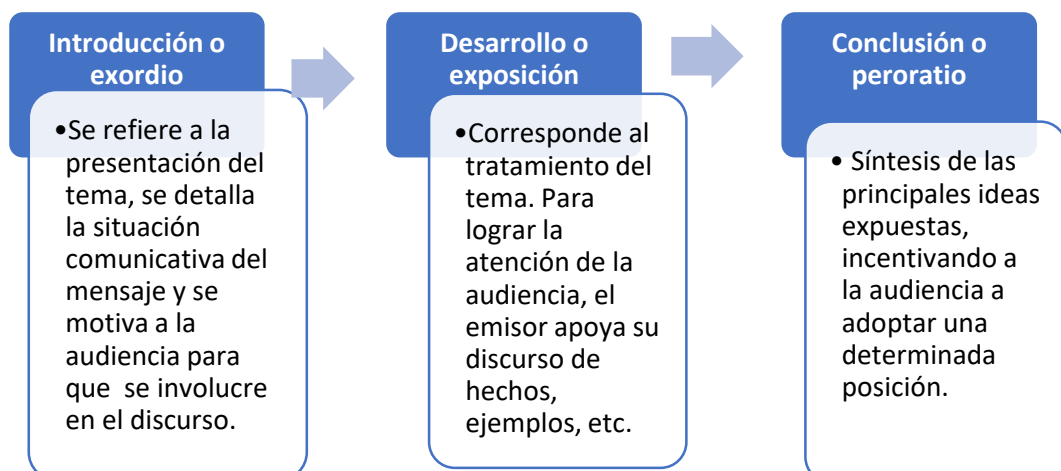 Introducción o
exordio
•Se refiere a la
presentación del
tema, se detalla
la situación
comunicativa del
mensaje y se
motiva a la
audiencia para
que se involucre
en el discurso.
Desarrollo o
exposición
•Corresponde al
tratamiento del
tema. Para
lograr la
atención de la
audiencia, el
emisor apoya su
discurso de
hechos,
ejemplos, etc.
Conclusión o
peroratio
• Síntesis de las
principales ideas
expuestas,
incentivando a
la audiencia a
adoptar una
determinada
posición.